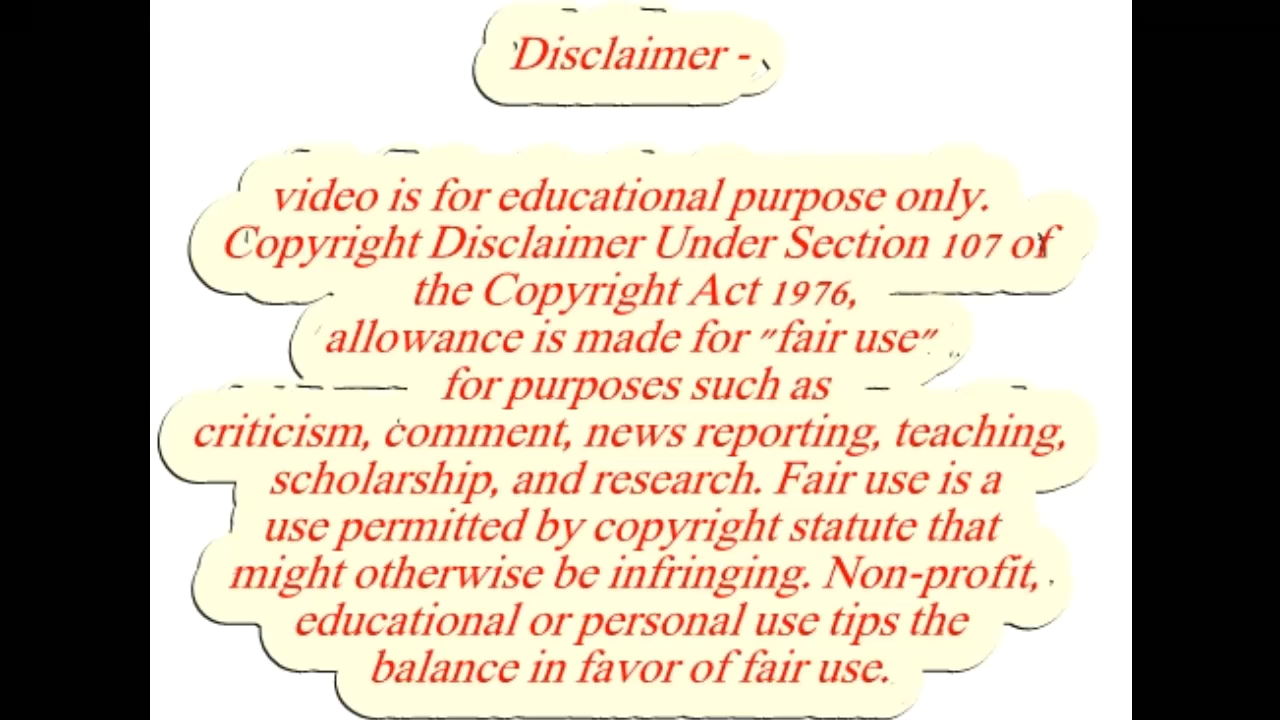 Disclaimer -
video is for educational purpose only.
Copyright Disclaimer Under Section 107 of
the Copyright Act 1976,
allowance is made for "fair use"
for purposes such as
criticism, comment, news reporting, teaching,
scholarship, and research. Fair use is a
use permitted by copyright statute that
might otherwise be infringing. Non-profit,
educational or personal use tips the
balance in favor of fair use.